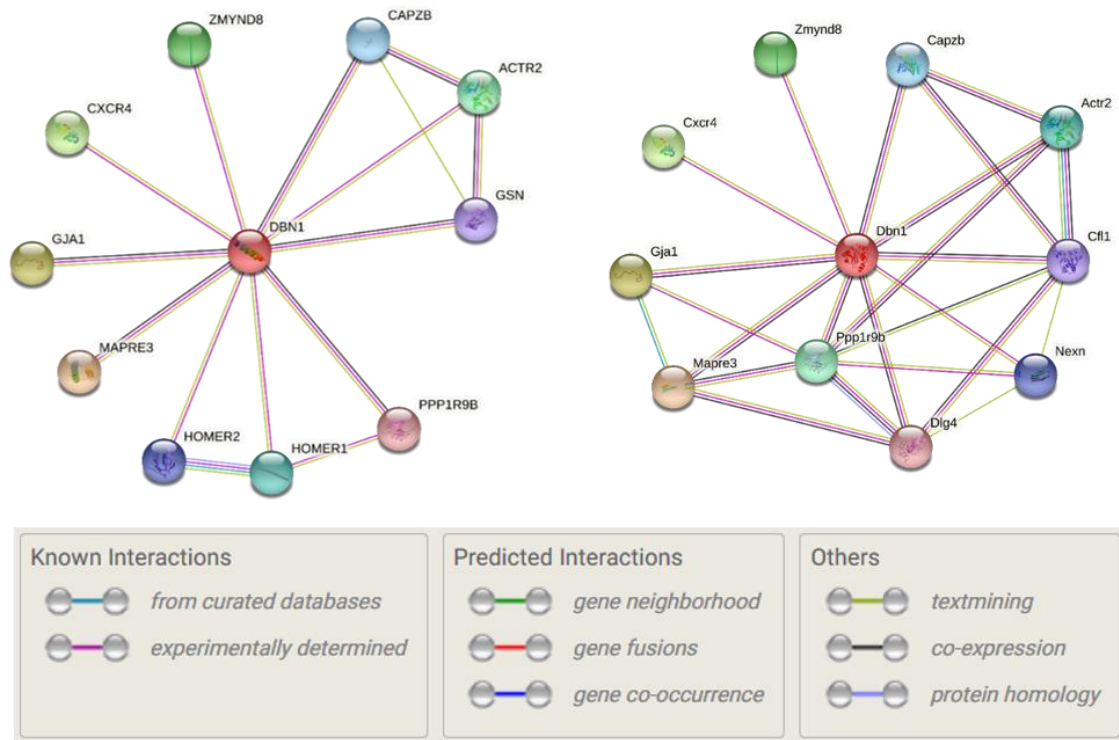 ZMYND8
CAPZB
ACTR2
CXCR4
GSN
DBN1
GJA1
MAPRE3
PPP1R9B
HOMER2
HOMER1
Zmynd8
Capzb
Actr2
Cxcr4
Dbn1
Cfl1
Gja1
Ppp1r9b
Mapre3
Nexn
Dlg4
Known Interactions
from curated databases
experimentally determined
Predicted Interactions
gene neighborhood
gene fusions
gene co-occurrence
Others
textmining
co-expression
protein homology